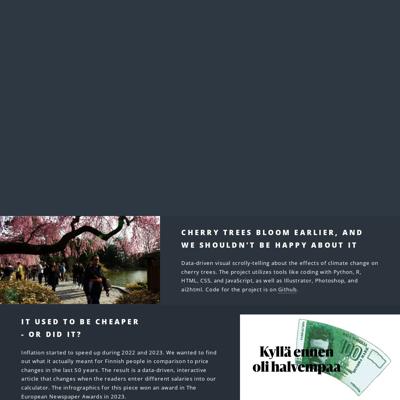 CHERRY TREES BLOOM EARLIER, AND
WE SHOULDN'T BE HAPPY ABOUT IT
Data-driven visual scrolly-telling about the effects of climate change on
cherry trees. The project utilizes tools like coding with Python, R,
HTML, CSS, and JavaScript, as well as Illustrator, Photoshop, and
ai2html. Code for the project is on Github.
IT USED TO BE CHEAPER
- OR DID IT?
Inflation started to speed up during 2022 and 2023. We wanted to find
out what it actually meant for Finnish people in comparison to price
changes in the last 50 years. The result is a data-driven, interactive
article that changes when the readers enter different salaries into our
calculator. The infographics for this piece won an award in The
European Newspaper Awards in 2023.
Kyllä ennen
oli halvempaa
100